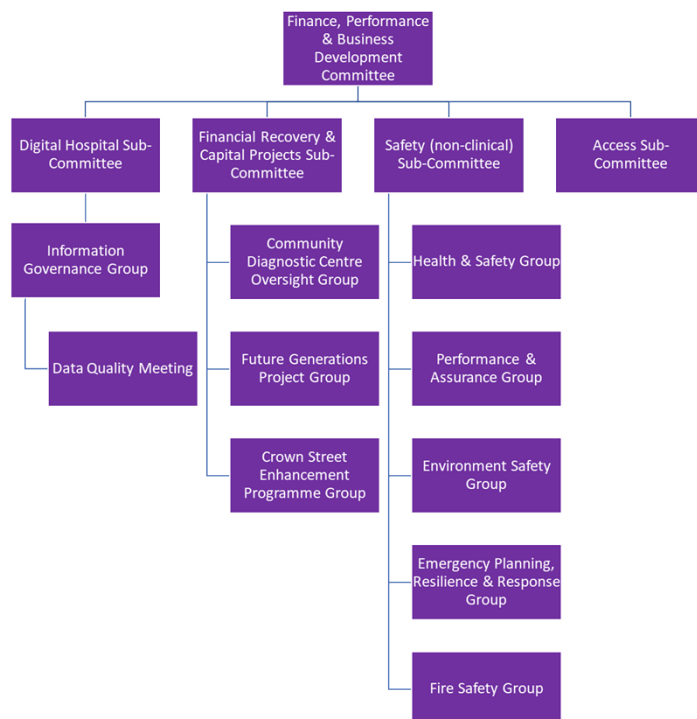 Finance, Performance
& Business
Development
Committee
Digital Hospital Sub-
Committee
Financial Recovery &
Capital Projects Sub-
Committee
Safety (non-clinical)
Sub-Committee
Access Sub-
Committee
Information
Governance Group
Data Quality Meeting
Community
Diagnostic Centre
Oversight Group
Future Generations
Project Group
Crown Street
Enhancement
Programme Group
Health & Safety Group
Performance &
Assurance Group
Environment Safety
Group
Emergency Planning,
Resilience & Response
Group
Fire Safety Group